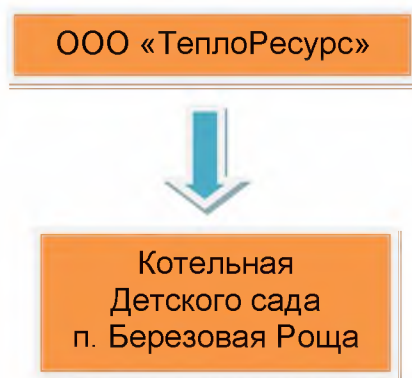 ООО «ТеплоРесурс»
Котельная
Детского сада
п. Березовая Роща